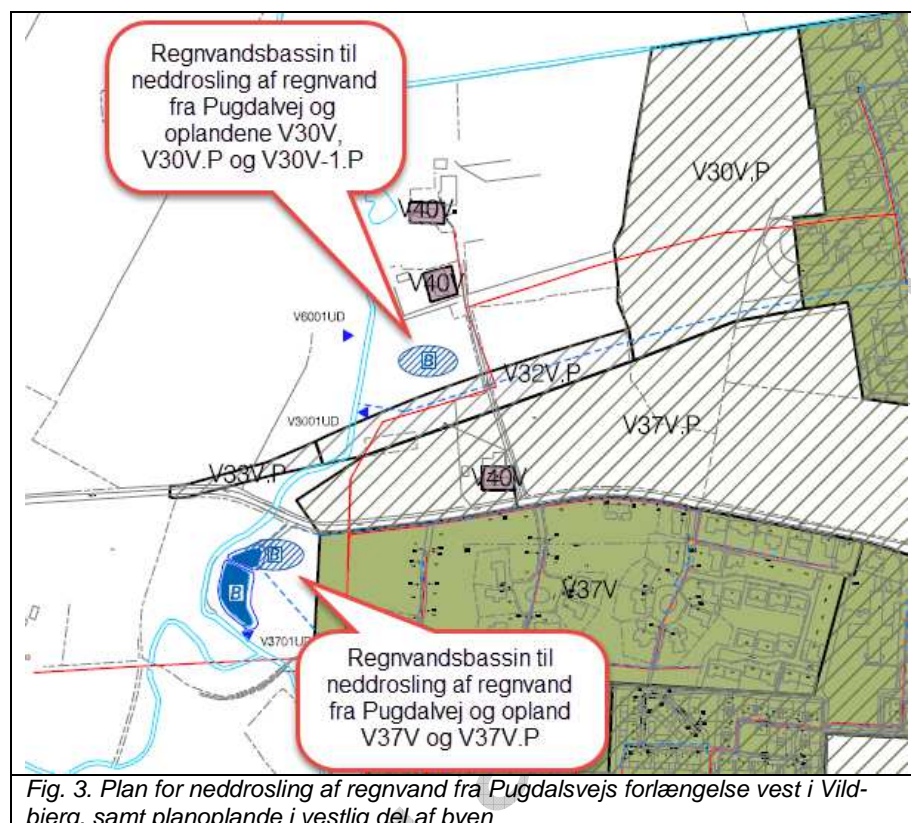 Regnvandsbassin til
neddrosling af regnvand
fra Pugdalvej og
oplandene V30V,
V30V.P og V30V-1.P
V30V.P
V40V
V40V
V6001UD
B
V32V.P
V3001UD
V37V.P
V33V.P
V40V
B
B
V37V
V3701UD
Regnvandsbassin til
neddrosling af regnvand
fra Pugdalvej og opland
V37V og V37V.P
Fig. 3. Plan for neddrosling af regnvand fra Pugdalsvejs forlængelse vest i Vild-
bjerg, samt planoplande i vestlig del af byen